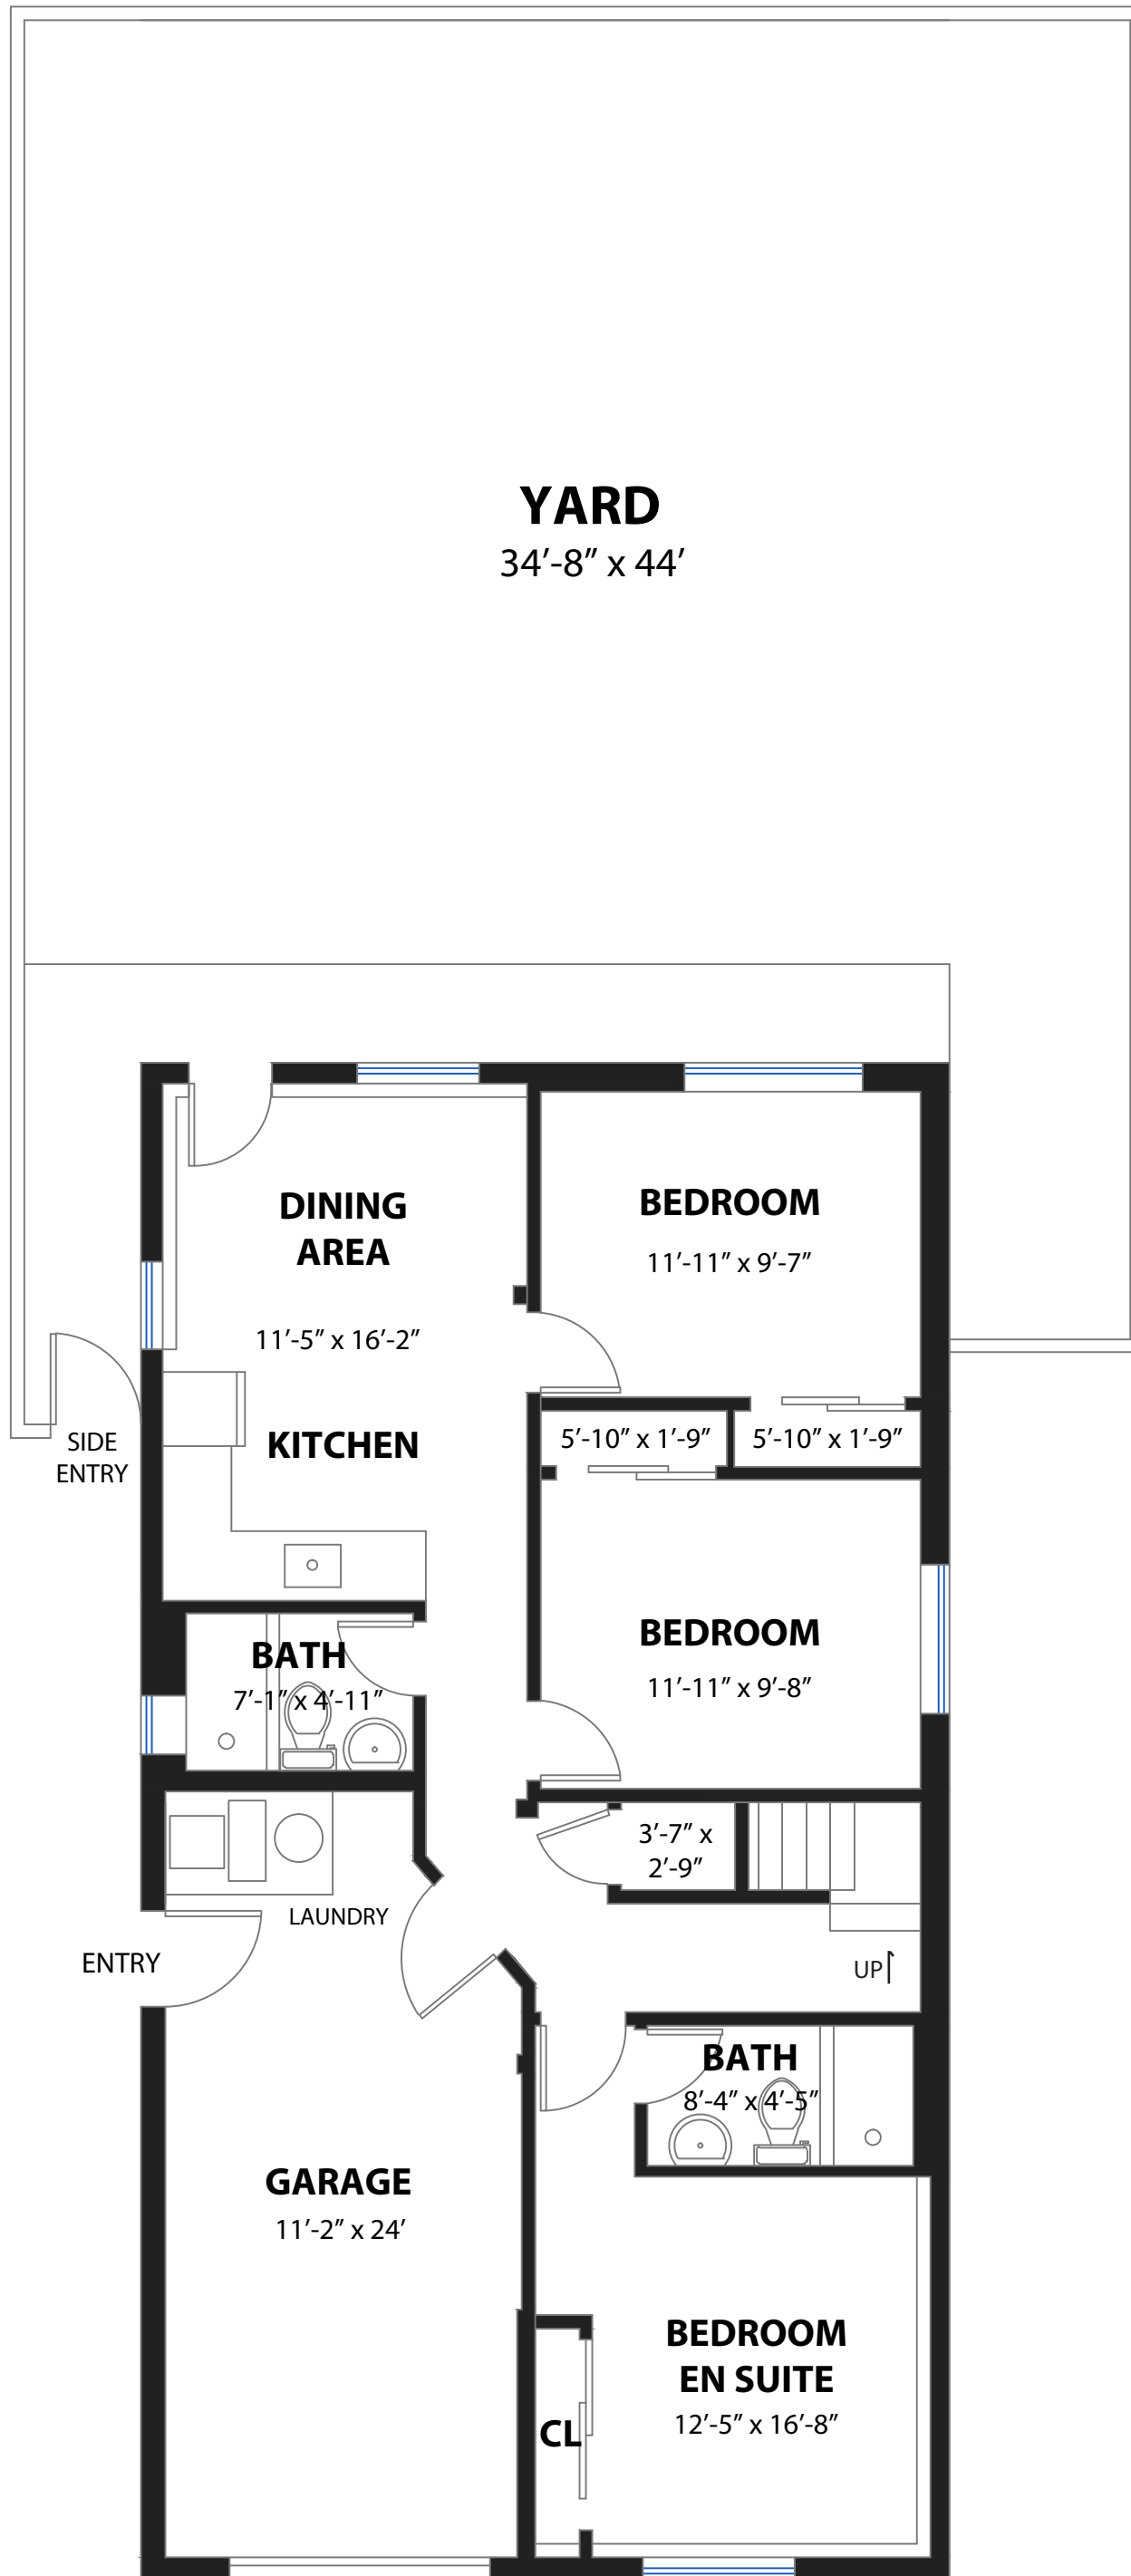 YARD
34′-8″ x 44′
DINING
AREA
11′-5″ x 16′-2″
BEDROOM
11′-11″ x 9′-7″
KITCHEN
5′-10″ x 1′-9″
5′-10″ x 1′-9″
SIDE
ENTRY
BEDROOM
11′-11″ x 9′-8″
BATH
7′-1″ x 4′-11″
3′-7″ x
2′-9″
LAUNDRY
ENTRY
UP
BATH
8′-4″ x 4′-5″
GARAGE
11′-2″ x 24′
BEDROOM
EN SUITE
12′-5″ x 16′-8″
CL